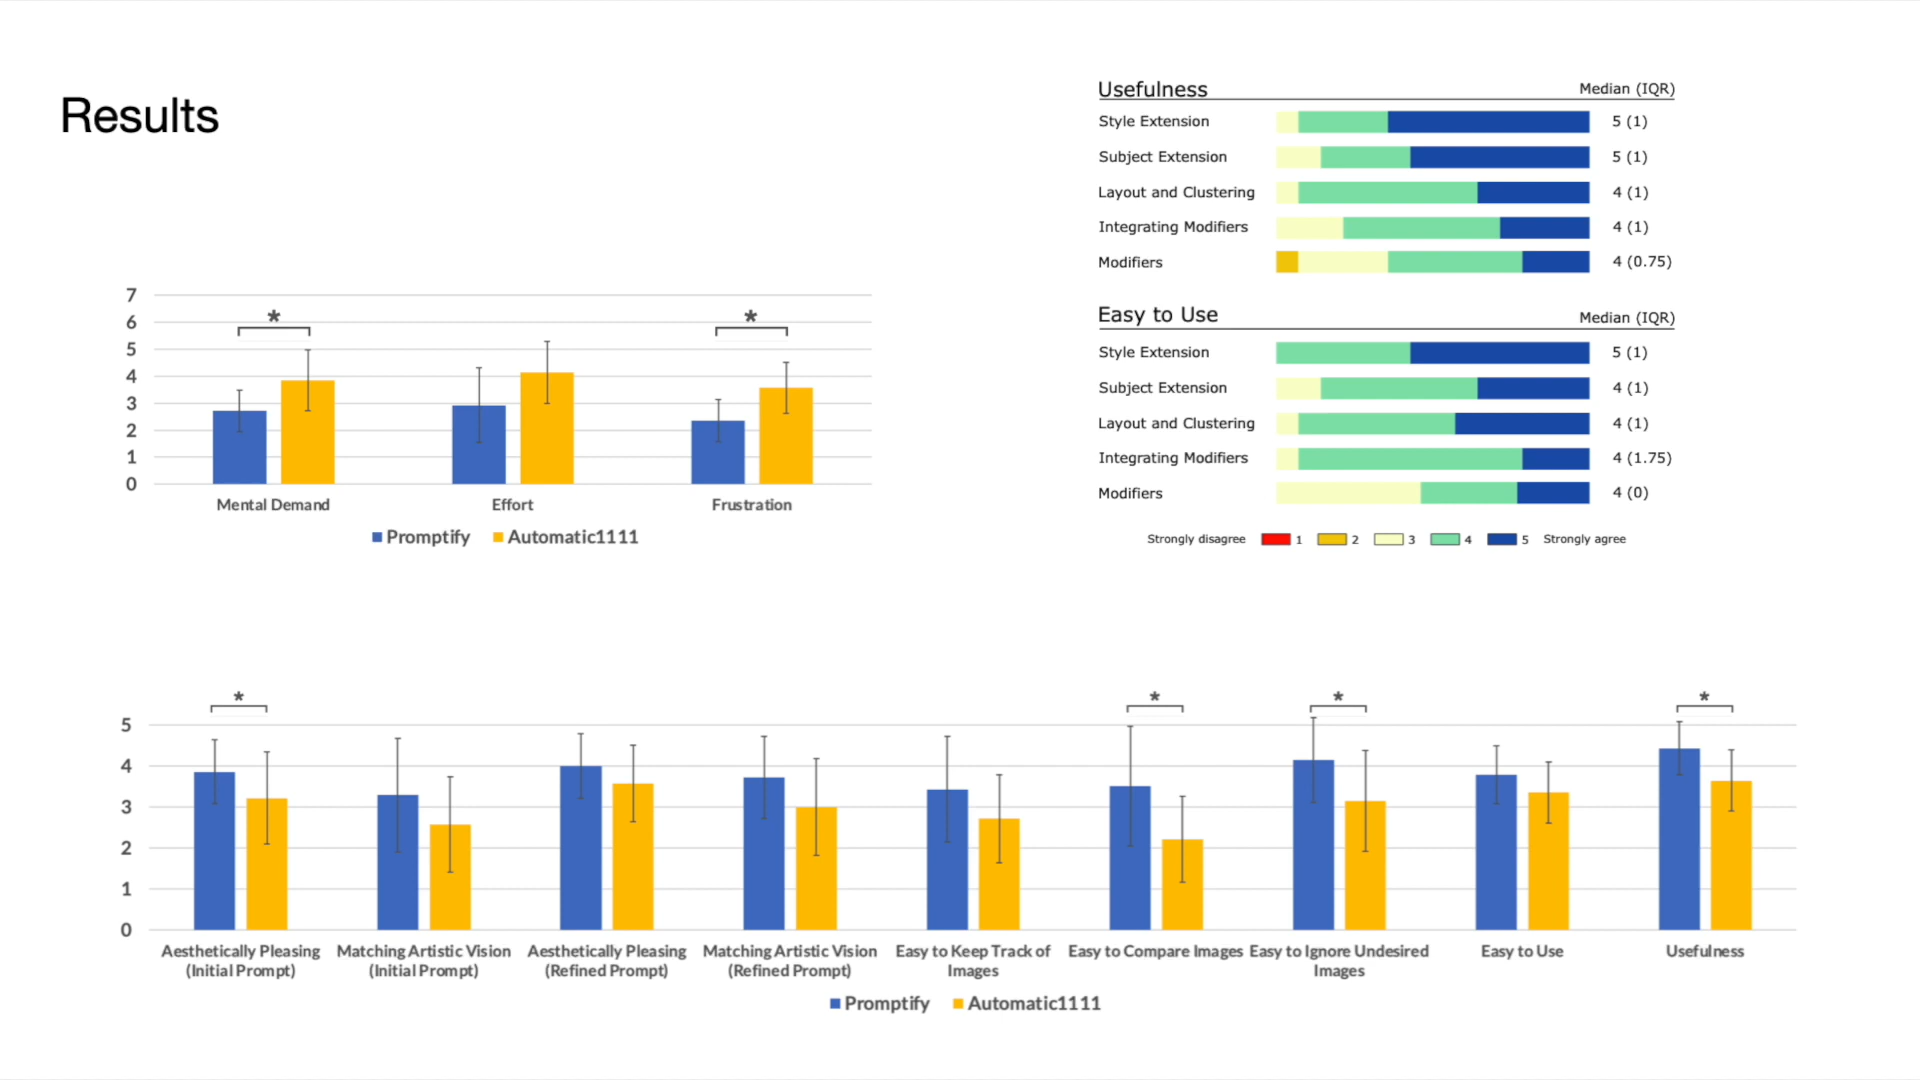 Results
Usefulness Median (IQR)
Style Extension 5 (1)
Subject Extension 5 (1)
Layout and Clustering 4 (1)
Integrating Modifiers 4 (1)
Modifiers 4 (0.75)
Easy to Use Median (IQR)
Style Extension 5 (1)
Subject Extension 4 (1)
Layout and Clustering 4 (1)
Integrating Modifiers 4 (1.75)
Modifiers 4 (0)
Strongly disagree 1 2 3 4 5 Strongly agree
7
6
5
4
3
2
1
0
* *
Mental Demand Effort Frustration
Promptify Automatic1111
* * * *
5
4
3
2
1
0
Aesthetically Pleasing Matching Artistic Vision Aesthetically Pleasing Matching Artistic Vision Easy to Keep Track of Easy to Compare Images Easy to Ignore Undesired Easy to Use Usefulness
(Initial Prompt) (Initial Prompt) (Refined Prompt) (Refined Prompt) Images Images
Promptify Automatic1111